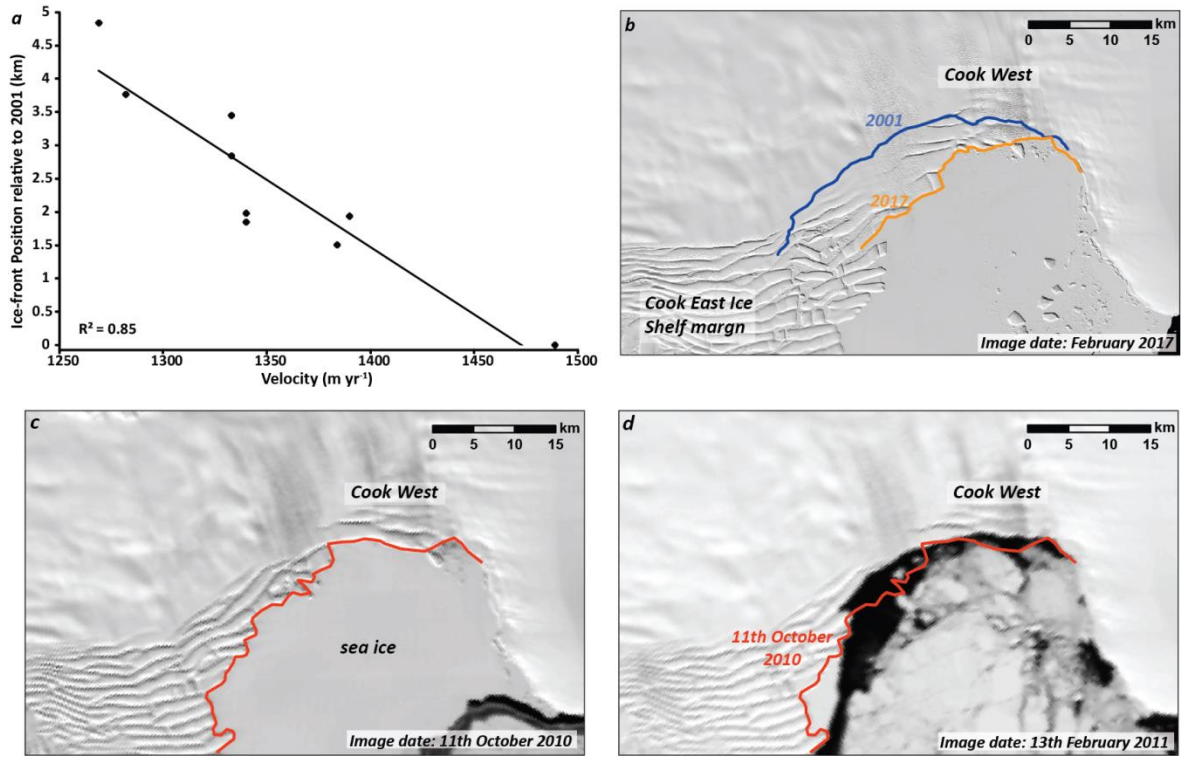 a
Ice-front Position relative to 2001 (km)
5
4.5
4
3.5
3
2.5
2
1.5
1
0.5
0
R² = 0.85
1250 1300 1350 1400 1450 1500
Velocity (m yr⁻¹)
b
km
0 5 10 15
Cook West
2001
2017
Cook East Ice
Shelf margn
Image date: February 2017
c
km
0 5 10 15
Cook West
sea ice
Image date: 11th October 2010
d
km
0 5 10 15
Cook West
11th October
2010
Image date: 13th February 2011